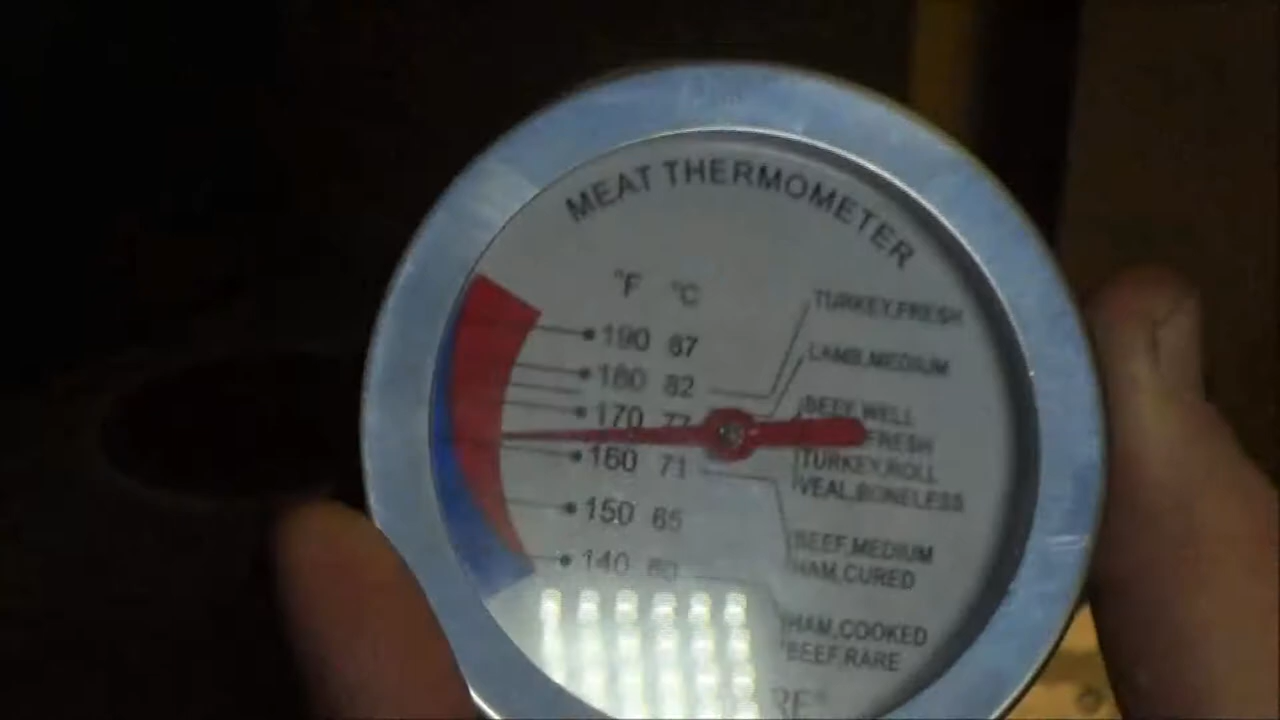 MEAT THERMOMETER
°F °C
190 87
180 82
170 77
160 71
150 65
140 60
TURKEY,FRESH
LAMB,MEDIUM
BEEF,WELL
FRESH
TURKEY,ROLL
VEAL,BONELESS
BEEF,MEDIUM
HAM,CURED
HAM,COOKED
BEEF,RARE